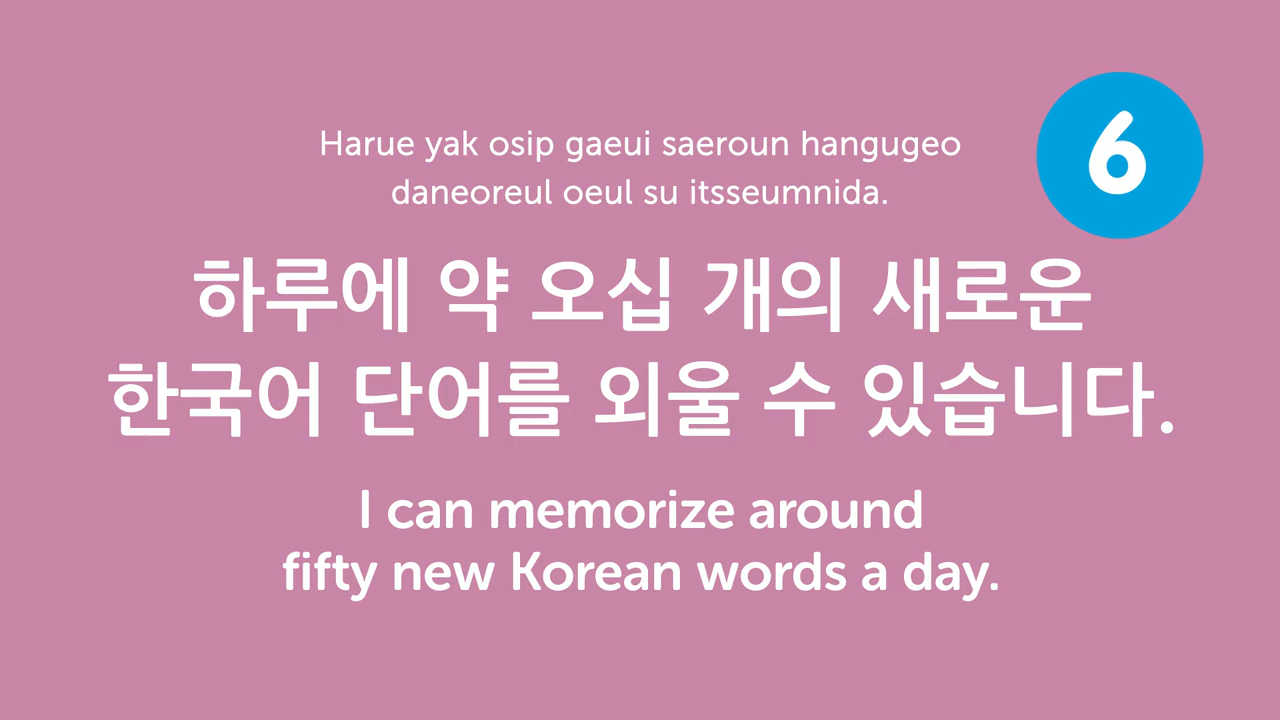 Harue yak osip gaeui saeroun hangugeo
daneoreul oeul su itsseumnida.
6
하루에 약 오십 개의 새로운
한국어 단어를 외울 수 있습니다.
I can memorize around
fifty new Korean words a day.